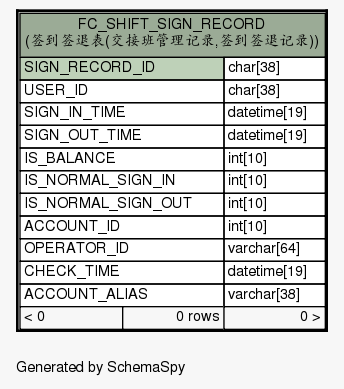 FC_SHIFT_SIGN_RECORD
(签到签退表(交接班管理记录,签到签退记录))
SIGN_RECORD_ID char[38]
USER_ID char[38]
SIGN_IN_TIME datetime[19]
SIGN_OUT_TIME datetime[19]
IS_BALANCE int[10]
IS_NORMAL_SIGN_IN int[10]
IS_NORMAL_SIGN_OUT int[10]
ACCOUNT_ID int[10]
OPERATOR_ID varchar[64]
CHECK_TIME datetime[19]
ACCOUNT_ALIAS varchar[38]
< 0 0 rows 0 >
Generated by SchemaSpy